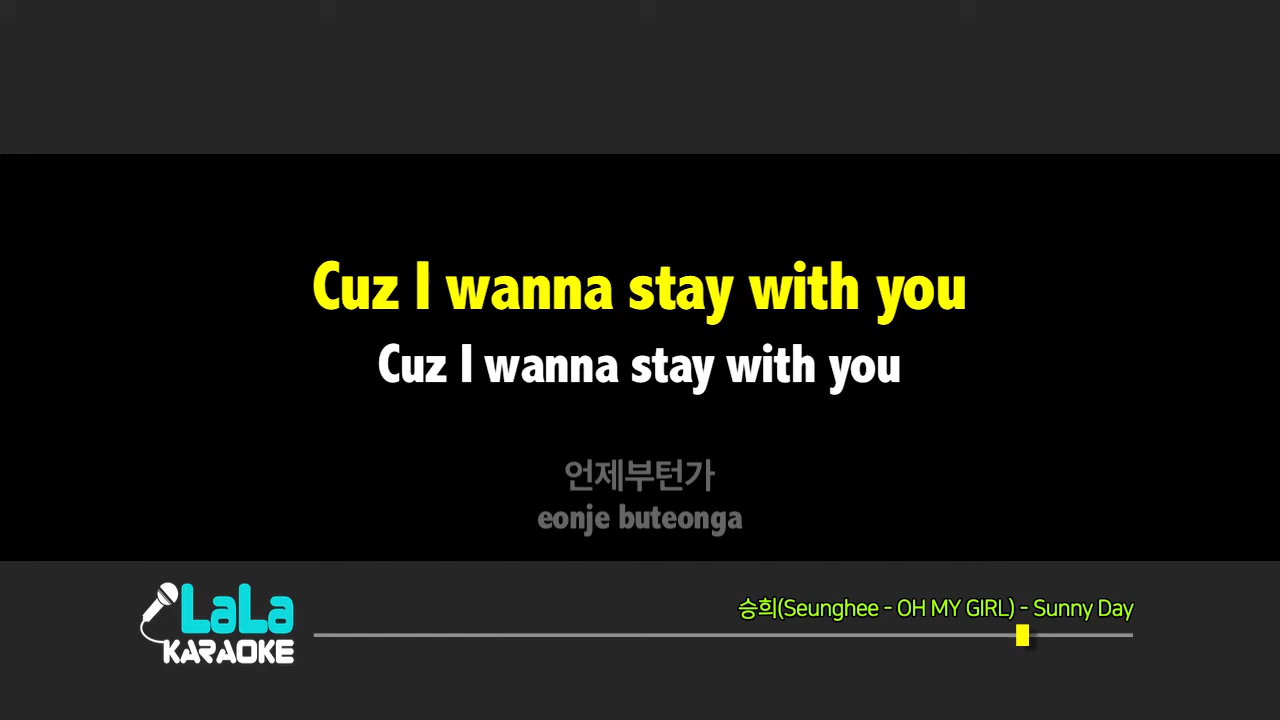 Cuz I wanna stay with you
Cuz I wanna stay with you
언제부턴가
eonje buteonga
LaLa
KARAOKE
승희(Seunghee - OH MY GIRL) - Sunny Day